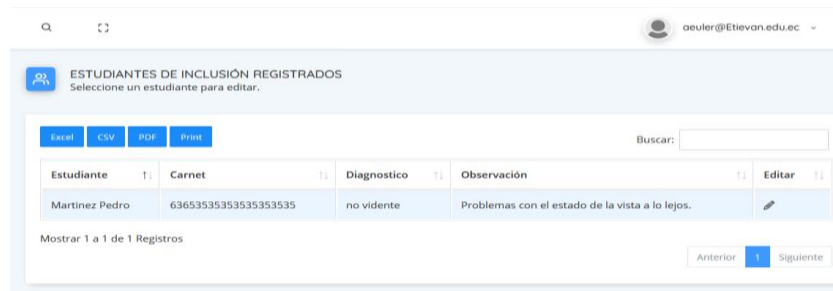 aeuler@Etievan.edu.ec
ESTUDIANTES DE INCLUSIÓN REGISTRADOS
Seleccione un estudiante para editar.
Excel CSV PDF Print Buscar:
Estudiante Carnet Diagnostico Observación Editar
Martinez Pedro 63653535353535353535 no vidente Problemas con el estado de la vista a lo lejos.
Mostrar 1 a 1 de 1 Registros
Anterior 1 Siguiente